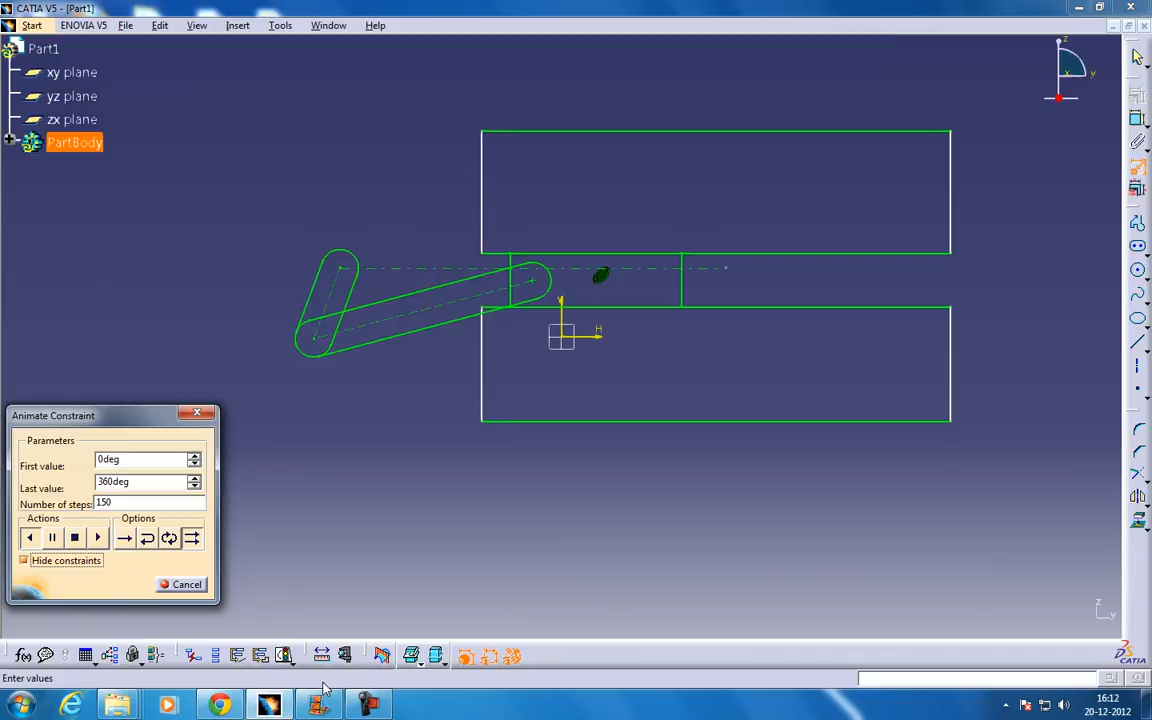 CATIA V5 - [Part1]
Start ENOVIA V5 File Edit View Insert Tools Window Help
Part1
xy plane
yz plane
zx plane
PartBody
z
x
y
V
H
Animate Constraint
Parameters
First value: 0deg
Last value: 360deg
Number of steps: 150
Actions Options
Hide constraints
Cancel
z
y
f(x)
CATIA
Enter values
16:12
20-12-2012